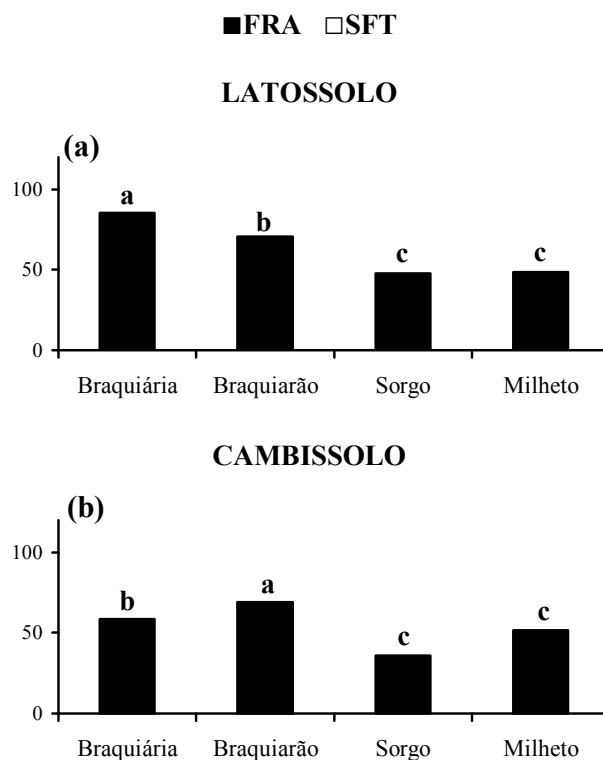 ■FRA □SFT
LATOSSOLO
(a)
100
a
b
c
c
50
0
Braquiária Braquiarão Sorgo Milheto
CAMBISSOLO
(b)
100
b
a
c
c
50
0
Braquiária Braquiarão Sorgo Milheto